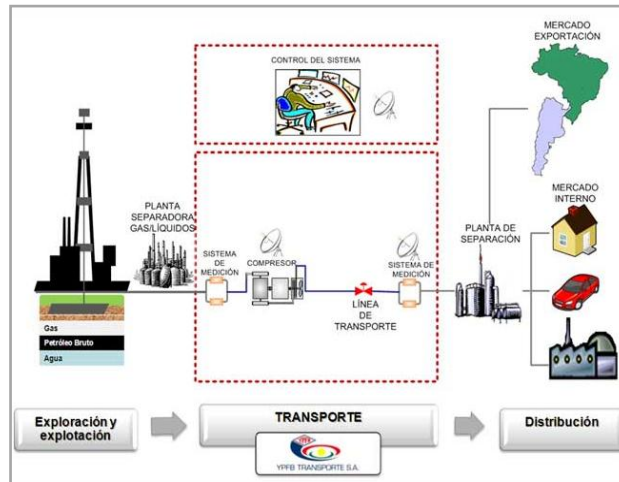 MERCADO
EXPORTACIÓN
CONTROL DEL SISTEMA
PLANTA
SEPARADORA
GAS/LÍQUIDOS
SISTEMA
DE
MEDICIÓN
COMPRESOR
LÍNEA
DE
TRANSPORTE
SISTEMA DE
MEDICIÓN
PLANTA DE
SEPARACIÓN
MERCADO
INTERNO
Gas
Petróleo Bruto
Agua
Exploración y
explotación
TRANSPORTE
YPFB
YPFB TRANSPORTE S.A.
Distribución